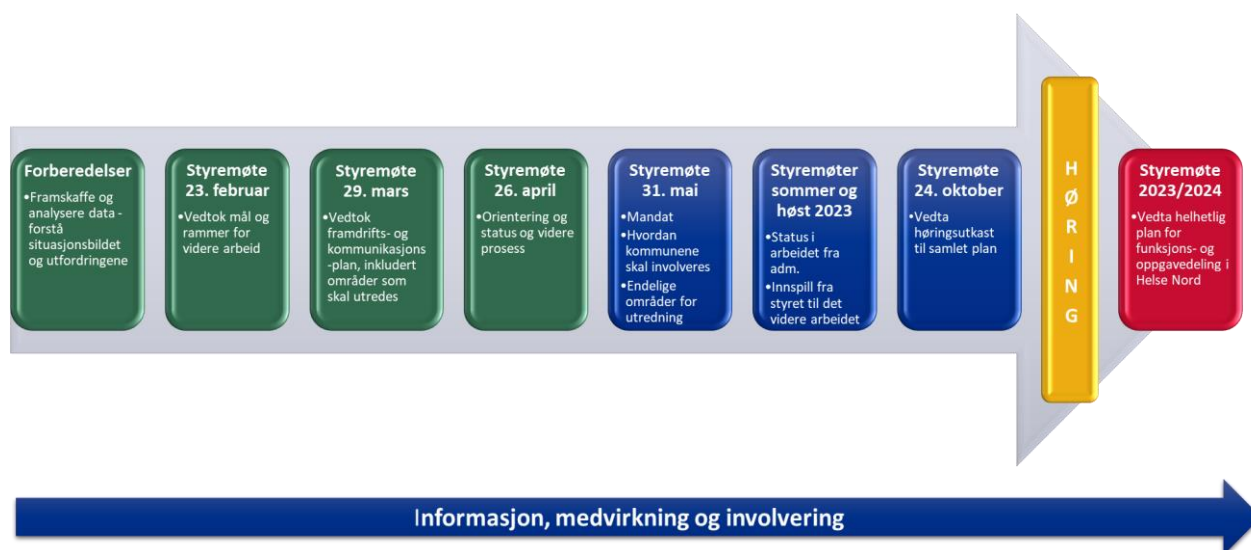 Forberedelser
•Framskaffe og
analysere data -
forstå
situasjonsbildet
og utfordringene
Styremøte
23. februar
•Vedtok mål og
rammer for
videre arbeid
Styremøte
29. mars
•Vedtok
framdrifts- og
kommunikasjons
-plan, inkludert
områder som
skal utredes
Styremøte
26. april
•Orientering og
status og videre
prosess
Styremøte
31. mai
•Mandat
•Hvordan
kommunene
skal involveres
•Endelige
områder for
utredning
Styremøter
sommer og
høst 2023
•Status i
arbeidet fra
adm.
•Innspill fra
styret til det
videre arbeidet
Styremøte
24. oktober
•Vedta
høringsutkast
til samlet plan
H
Ø
R
I
N
G
Styremøte
2023/2024
•Vedta helhetlig
plan for
funksjons- og
oppgavedeling i
Helse Nord
Informasjon, medvirkning og involvering